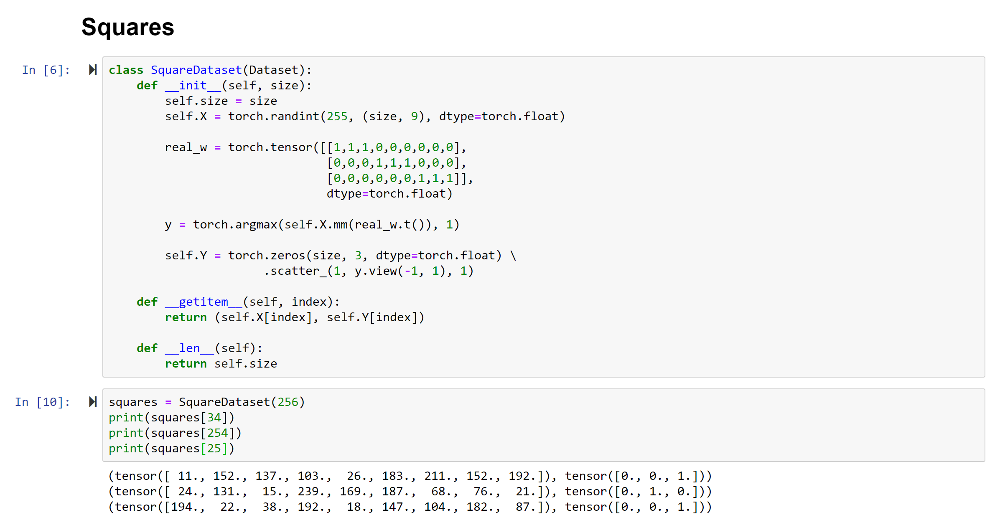 Squares
In [6]:
class SquareDataset(Dataset):
    def __init__(self, size):
        self.size = size
        self.X = torch.randint(255, (size, 9), dtype=torch.float)
        real_w = torch.tensor([[1,1,1,0,0,0,0,0,0],
                               [0,0,0,1,1,1,0,0,0],
                               [0,0,0,0,0,0,1,1,1]],
                               dtype=torch.float)
        y = torch.argmax(self.X.mm(real_w.t()), 1)
        self.Y = torch.zeros(size, 3, dtype=torch.float) \
                      .scatter_(1, y.view(-1, 1), 1)
    def __getitem__(self, index):
        return (self.X[index], self.Y[index])
    def __len__(self):
        return self.size
In [10]:
squares = SquareDataset(256)
print(squares[34])
print(squares[254])
print(squares[25])
(tensor([ 11., 152., 137., 103.,  26., 183., 211., 152., 192.]), tensor([0., 0., 1.]))
(tensor([ 24., 131.,  15., 239., 169., 187.,  68.,  76.,  21.]), tensor([0., 1., 0.]))
(tensor([194.,  22.,  38., 192.,  18., 147., 104., 182.,  87.]), tensor([0., 0., 1.]))